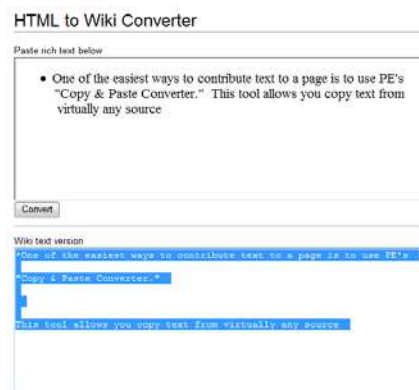 HTML to Wiki Converter
Paste rich text below
• One of the easiest ways to contribute text to a page is to use PE's
"Copy & Paste Converter." This tool allows you copy text from
virtually any source
Convert
Wiki text version
*One of the easiest ways to contribute text to a page is to use PE's
"Copy & Paste Converter."
This tool allows you copy text from virtually any source